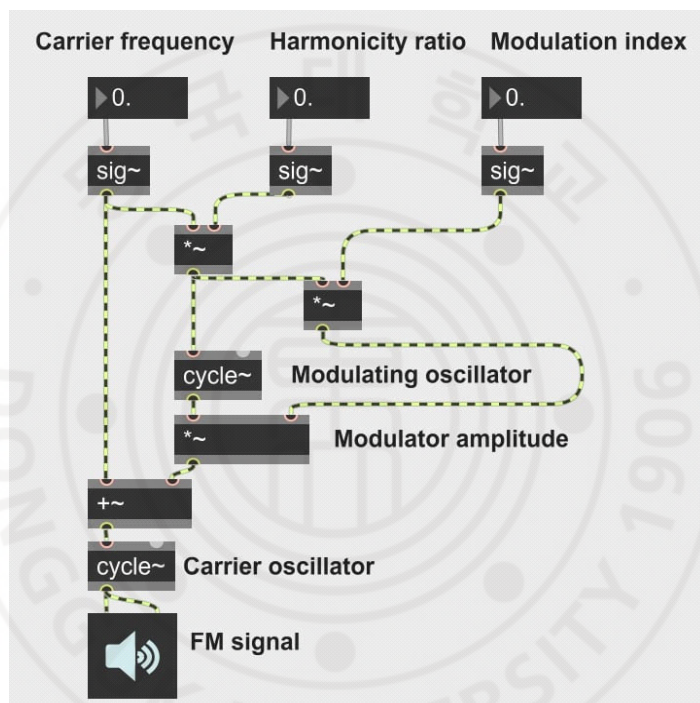 Carrier frequency Harmonicity ratio Modulation index
0. 0. 0.
sig~ sig~ sig~
*~
*~
cycle~ Modulating oscillator
*~ Modulator amplitude
+~
cycle~ Carrier oscillator
FM signal
1906